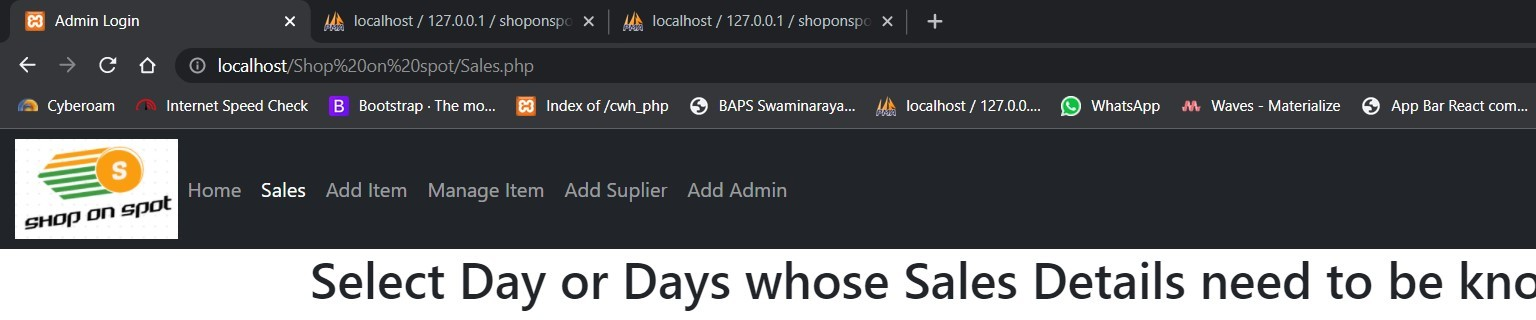 Admin Login
localhost / 127.0.0.1 / shoponspo
localhost / 127.0.0.1 / shoponspo
localhost/Shop%20on%20spot/Sales.php
Cyberoam
Internet Speed Check
B Bootstrap · The mo...
Index of /cwh_php
BAPS Swaminaraya...
localhost / 127.0.0....
WhatsApp
Waves - Materialize
App Bar React com...
S
SHOP ON SPOT
Home Sales Add Item Manage Item Add Suplier Add Admin
Select Day or Days whose Sales Details need to be kno